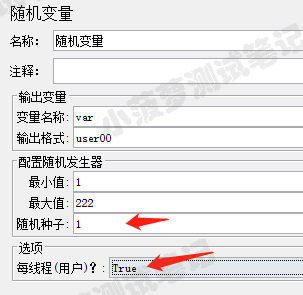 随机变量
名称: 随机变量
注释:
输出变量
变量名称: var
输出格式: user00
配置随机发生器
最小值: 1
最大值: 222
随机种子: 1
选项
每线程(用户)?: True
小菠萝测试笔记